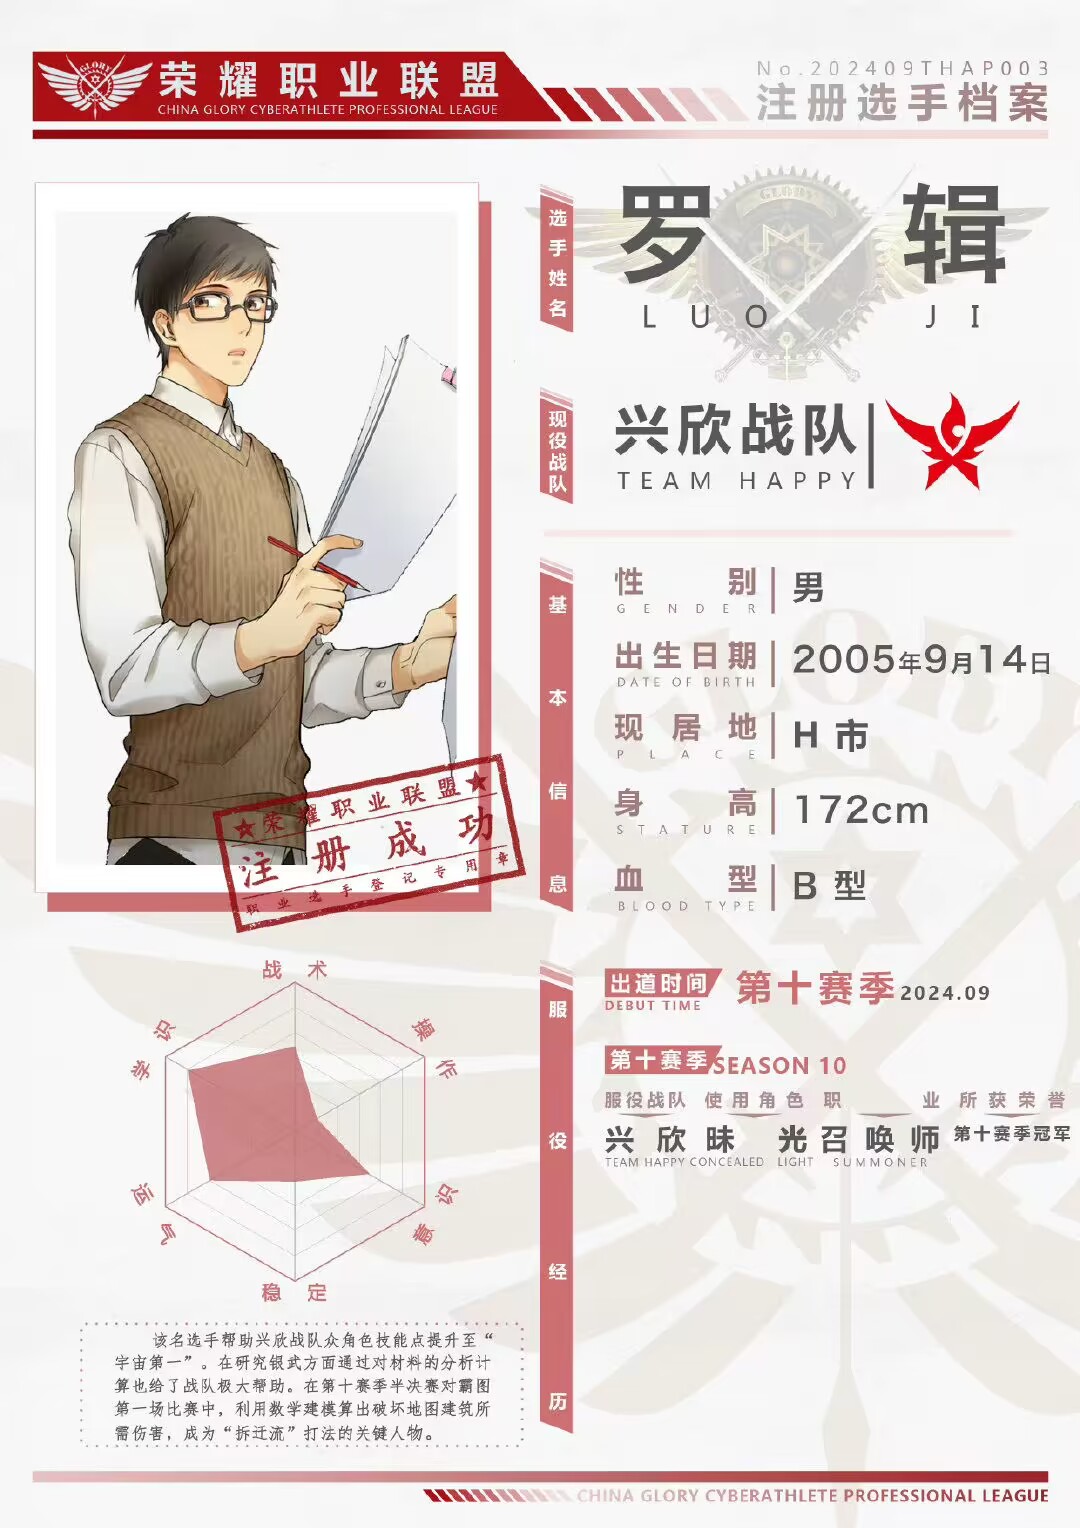 GLORY
荣耀职业联盟
CHINA GLORY CYBERATHLETE PROFESSIONAL LEAGUE
No.202409THAP003
注册选手档案
选手姓名
罗 辑
LUO JI
现役战队
兴欣战队
TEAM HAPPY
基本信息
性别 男
GENDER
出生日期 2005年9月14日
DATE OF BIRTH
现居地 H 市
PLACE
身高 172cm
STATURE
血型 B 型
BLOOD TYPE
★荣耀职业联盟★
注册成功
职业选手登记专用章
战术
操作
意识
稳定
运气
学识
服役经历
出道时间 第十赛季 2024.09
DEBUT TIME
第十赛季 SEASON 10
服役战队 使用角色 职业 所获荣誉
兴欣 昧光 召唤师 第十赛季冠军
TEAM HAPPY CONCEALED LIGHT SUMMONER
该名选手帮助兴欣战队众角色技能点提升至“
宇宙第一”。在研究银武方面通过对材料的分析计
算也给了战队极大帮助。在第十赛季半决赛对霸图
第一场比赛中，利用数学建模算出破坏地图建筑所
需伤害，成为“拆迁流”打法的关键人物。
CHINA GLORY CYBERATHLETE PROFESSIONAL LEAGUE